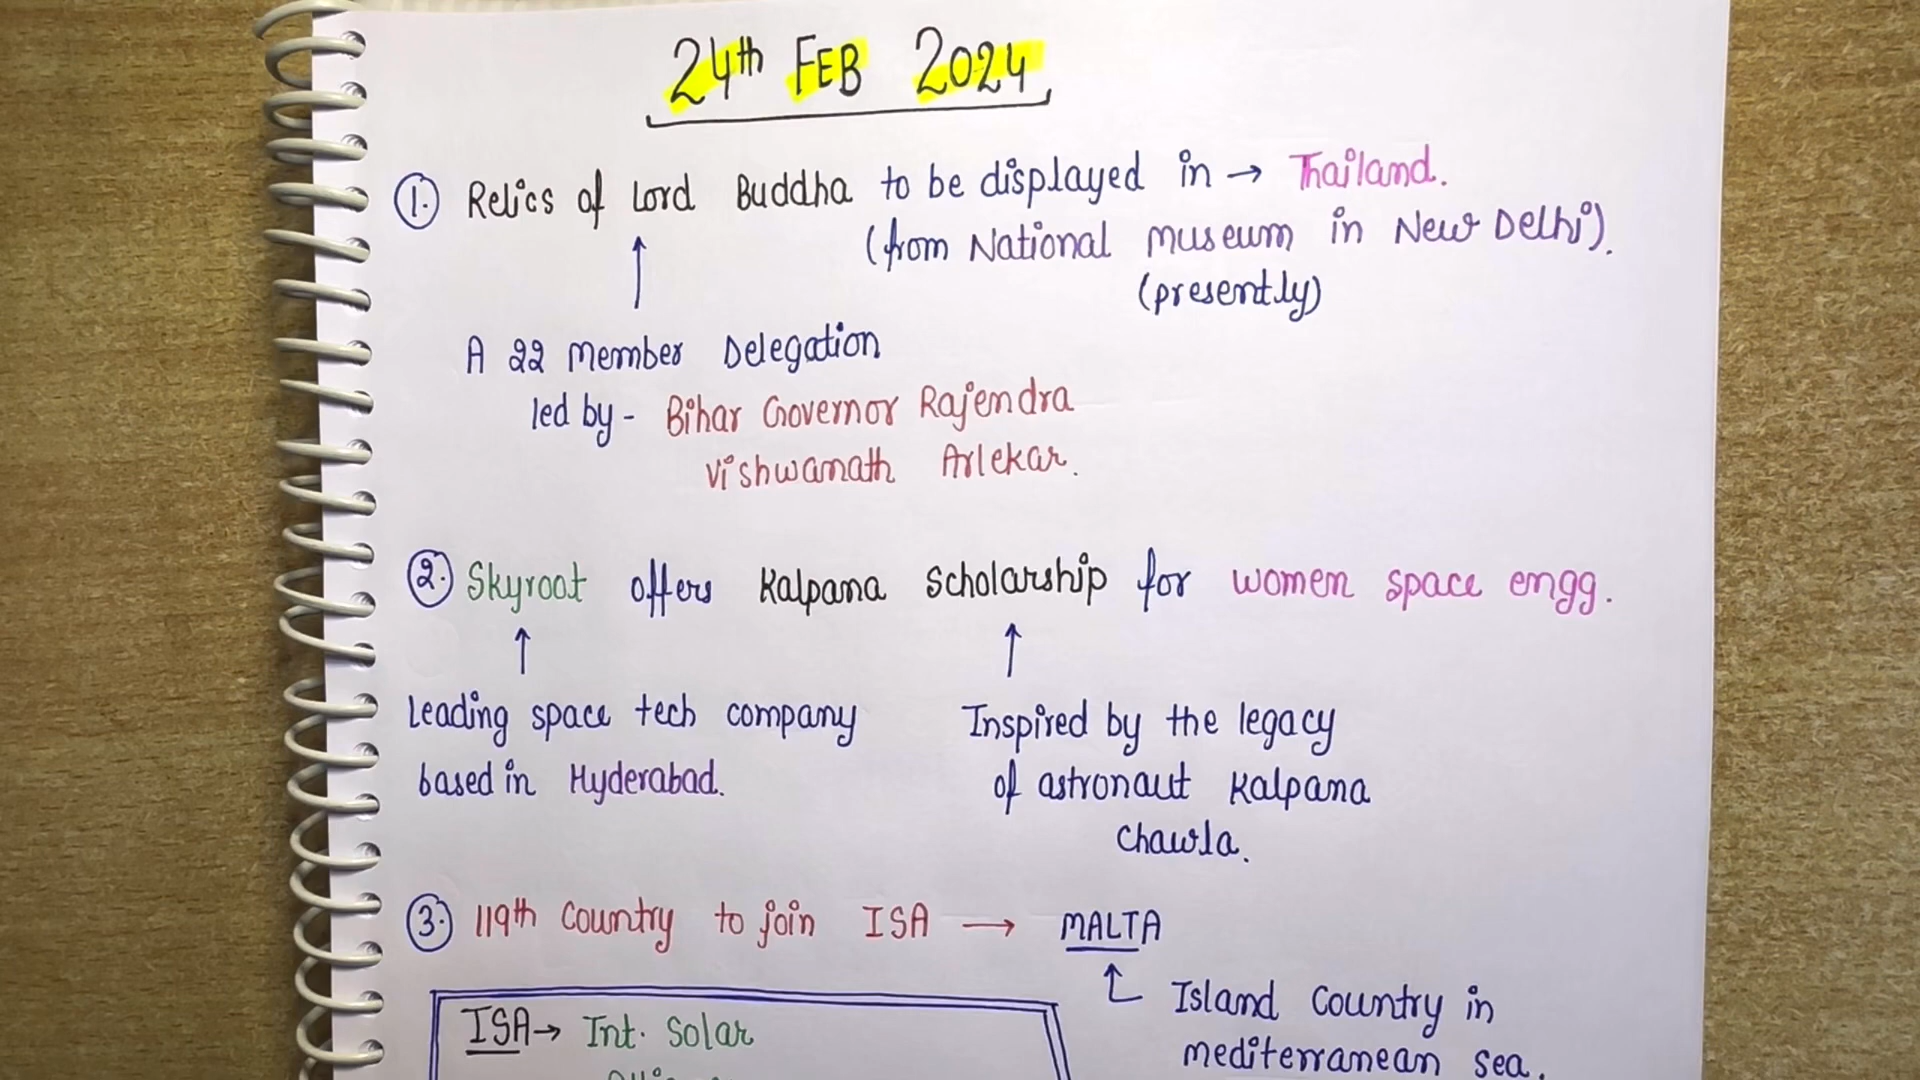 24th FEB 2024
1. Relics of Lord Buddha to be displayed in → Thailand.
(from National museum in New Delhi).
(presently)
A 22 Member Delegation
led by - Bihar Governor Rajendra
Vishwanath Arlekar.
2. Skyroot offers Kalpana Scholarship for women space engg.
Leading space tech company
based in Hyderabad.
Inspired by the legacy
of astronaut Kalpana
Chawla.
3. 119th Country to join ISA → MALTA
Island Country in
mediterranean sea.
ISA → Int. Solar